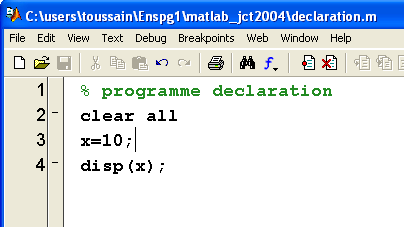 C:\users\toussain\Enspg1\matlab_jct2004\declaration.m
File Edit View Text Debug Breakpoints Web Window Help
1 % programme declaration
2 - clear all
3 x=10;
4 - disp(x);